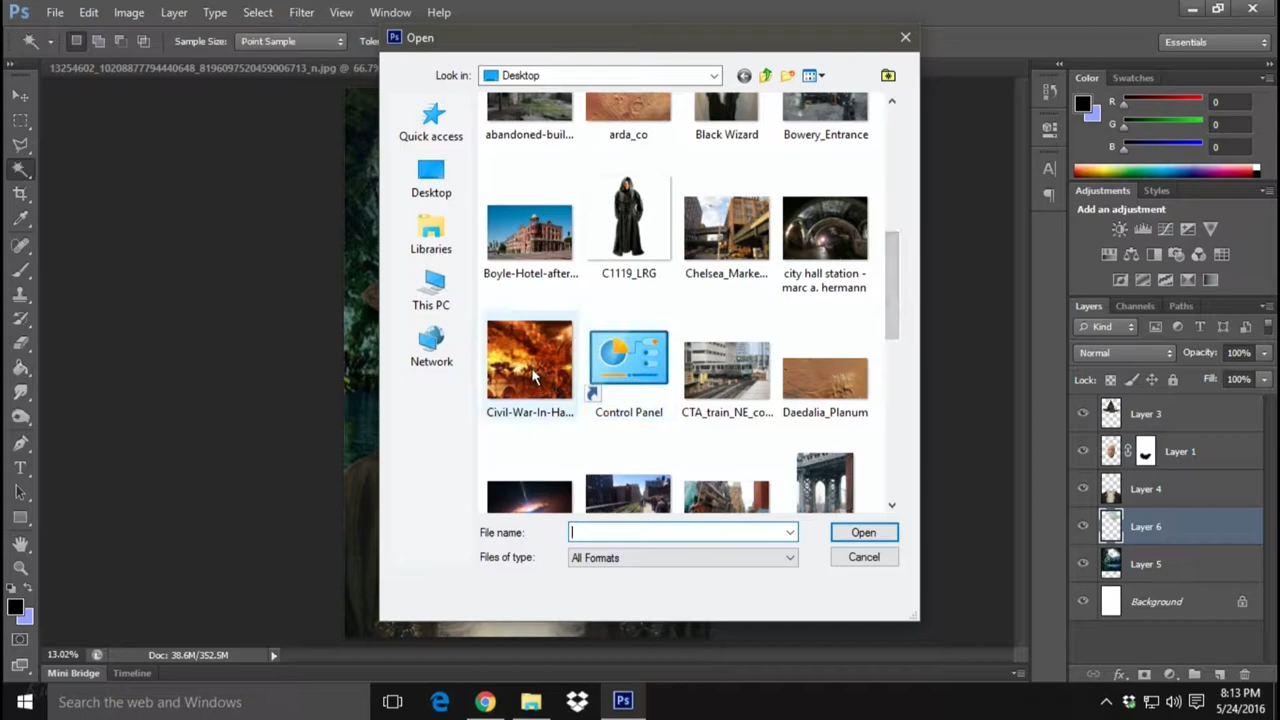 Ps File Edit Image Layer Type Select Filter View Window Help
Sample Size: Point Sample Essentials
13254602_10208877794440648_8196097520459006713_n.jpg @ 66.7%
Ps Open
Look in: Desktop
Quick access
Desktop
Libraries
This PC
Network
abandoned-buil... arda_co Black Wizard Bowery_Entrance
Boyle-Hotel-after... C1119_LRG Chelsea_Marke... city hall station -
marc a. hermann
Civil-War-In-Ha... Control Panel CTA_train_NE_co... Daedalia_Planum
File name: Open
Files of type: All Formats Cancel
Color Swatches
R 0
G 0
B 0
Adjustments Styles
Add an adjustment
Layers Channels Paths
Kind
Normal Opacity: 100%
Lock: Fill: 100%
Layer 3
Layer 1
Layer 4
Layer 6
Layer 5
Background
13.02% Doc: 38.6M/352.5M
Mini Bridge Timeline
Search the web and Windows
8:13 PM
5/24/2016